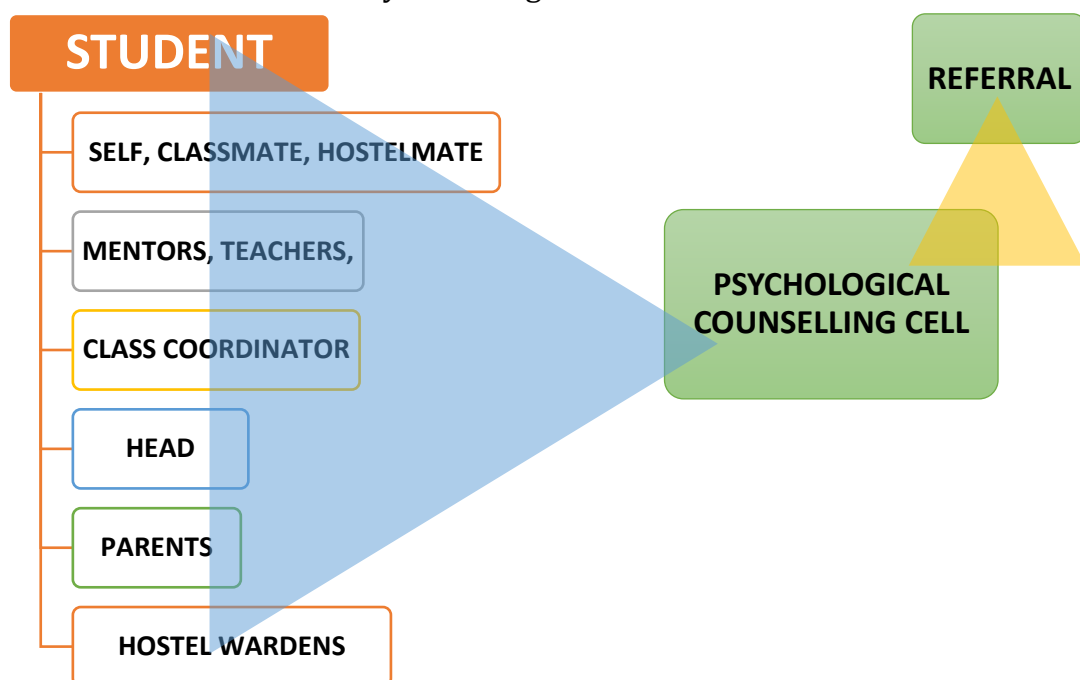 STUDENT
SELF, CLASSMATE, HOSTELMATE
MENTORS, TEACHERS,
CLASS COORDINATOR
HEAD
PARENTS
HOSTEL WARDENS
PSYCHOLOGICAL
COUNSELLING CELL
REFERRAL